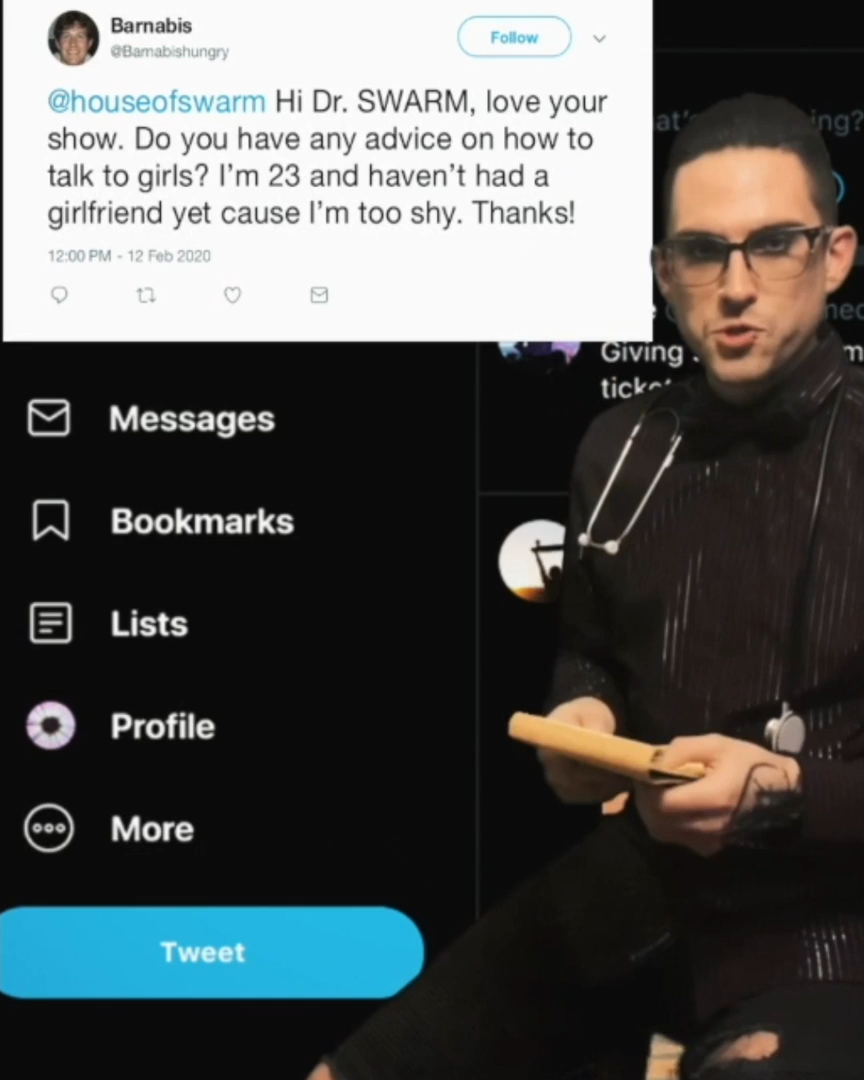 Barnabis
@Barnabishungry
Follow
@houseofswarm Hi Dr. SWARM, love your
show. Do you have any advice on how to
talk to girls? I'm 23 and haven't had a
girlfriend yet cause I'm too shy. Thanks!
12:00 PM - 12 Feb 2020
Giving
Messages
Bookmarks
Lists
Profile
More
Tweet